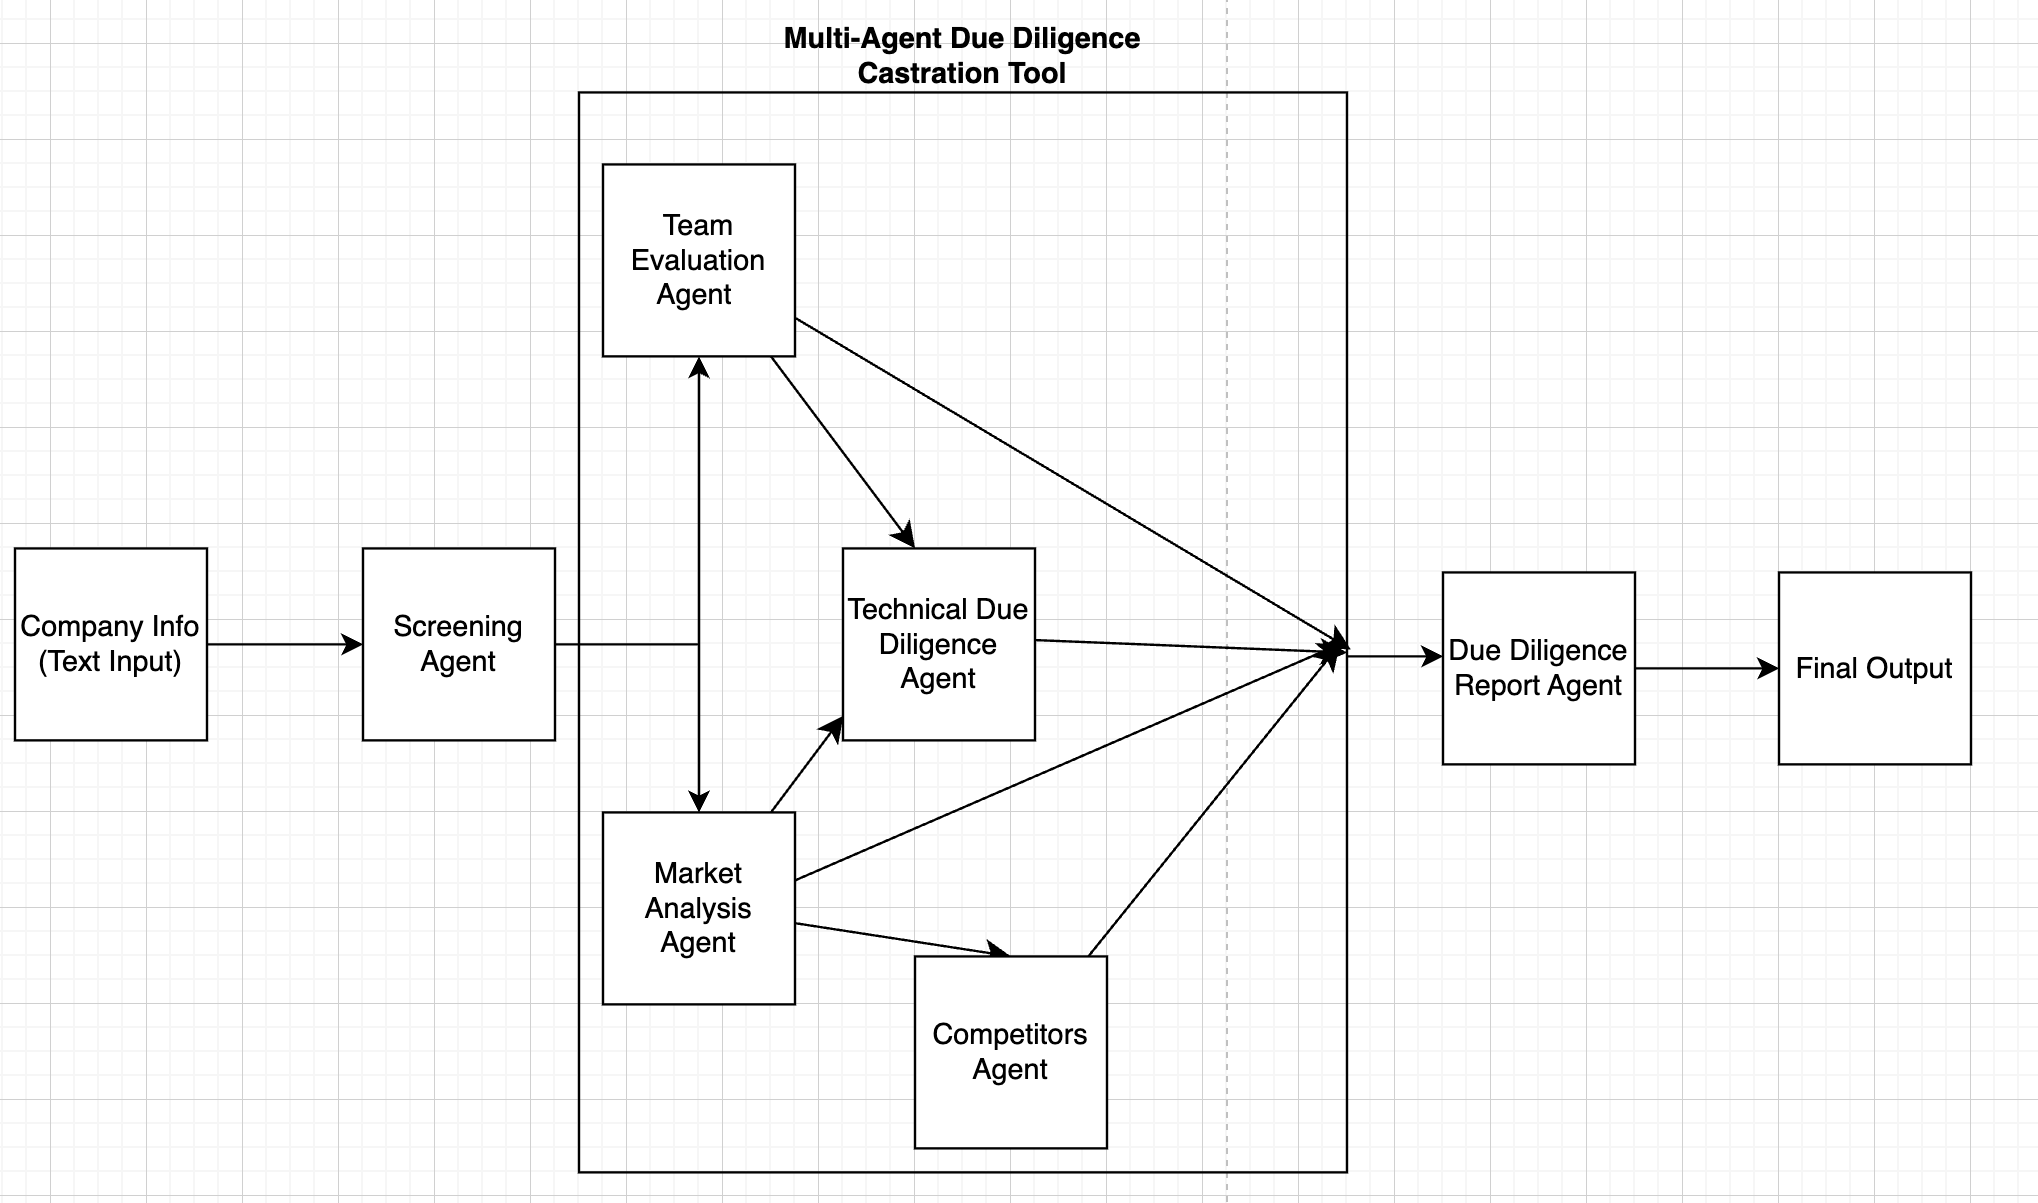 Multi-Agent Due Diligence
Castration Tool
Team
Evaluation
Agent
Company Info
(Text Input)
Screening
Agent
Technical Due
Diligence
Agent
Due Diligence
Report Agent
Final Output
Market
Analysis
Agent
Competitors
Agent